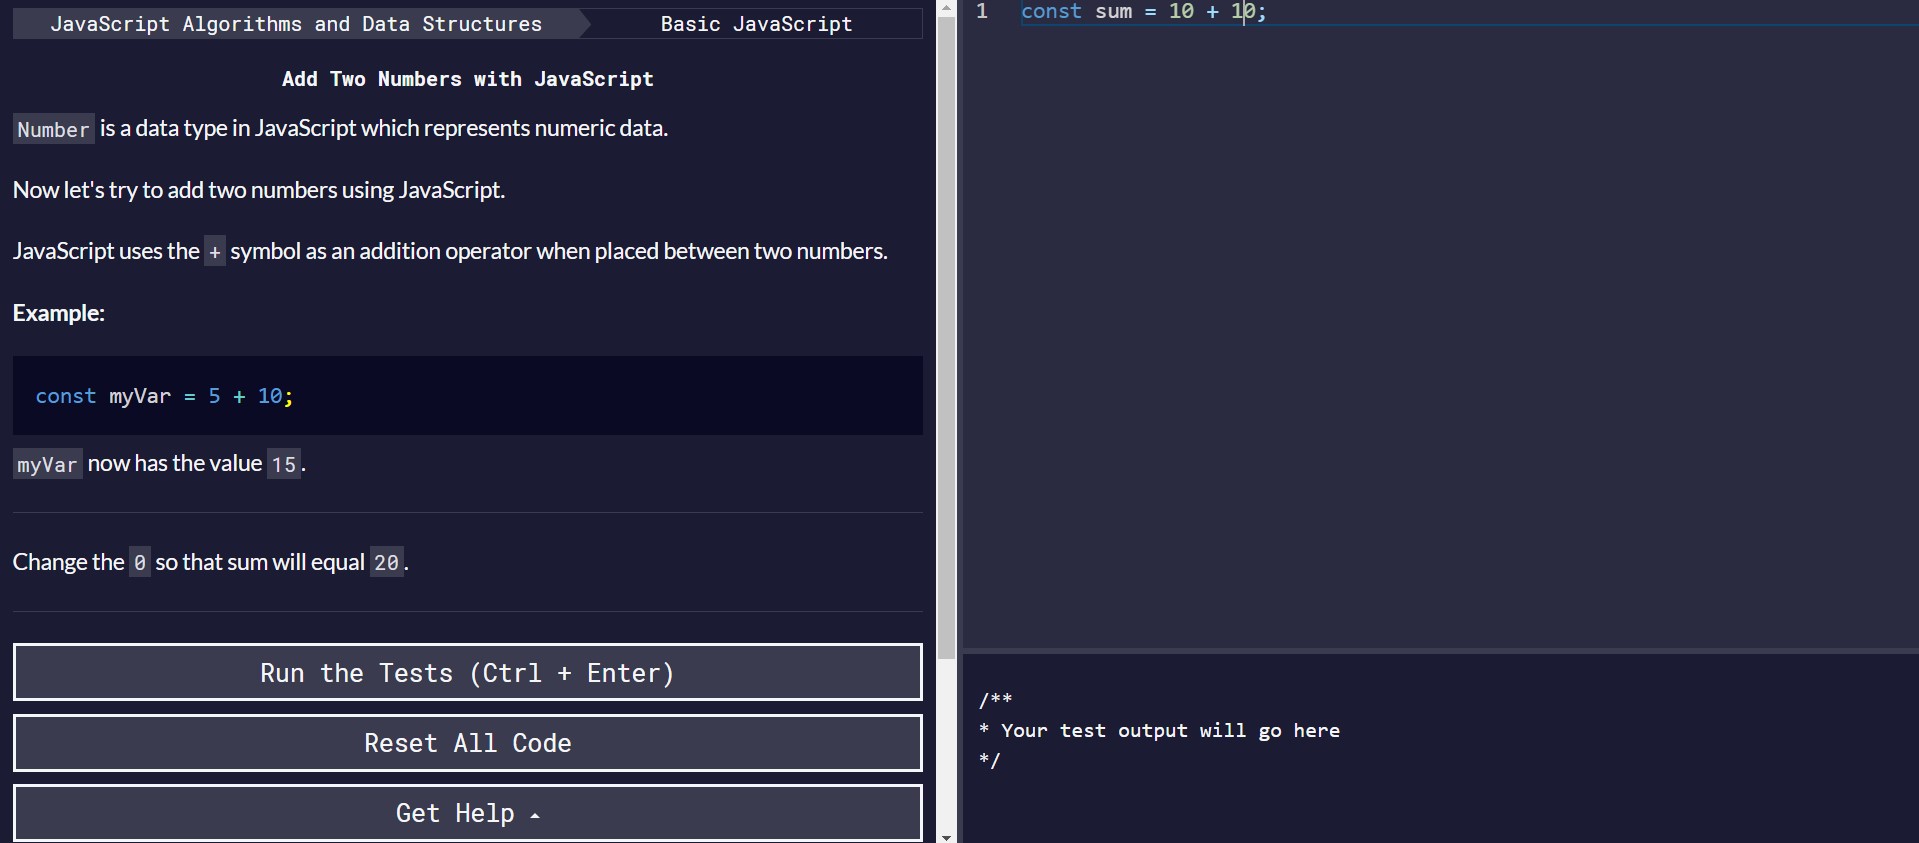 JavaScript Algorithms and Data Structures
Basic JavaScript
Add Two Numbers with JavaScript
Number is a data type in JavaScript which represents numeric data.
Now let's try to add two numbers using JavaScript.
JavaScript uses the + symbol as an addition operator when placed between two numbers.
Example:
const myVar = 5 + 10;
myVar now has the value 15.
Change the 0 so that sum will equal 20.
Run the Tests (Ctrl + Enter)
Reset All Code
Get Help
1 const sum = 10 + 10;
/**
* Your test output will go here
*/